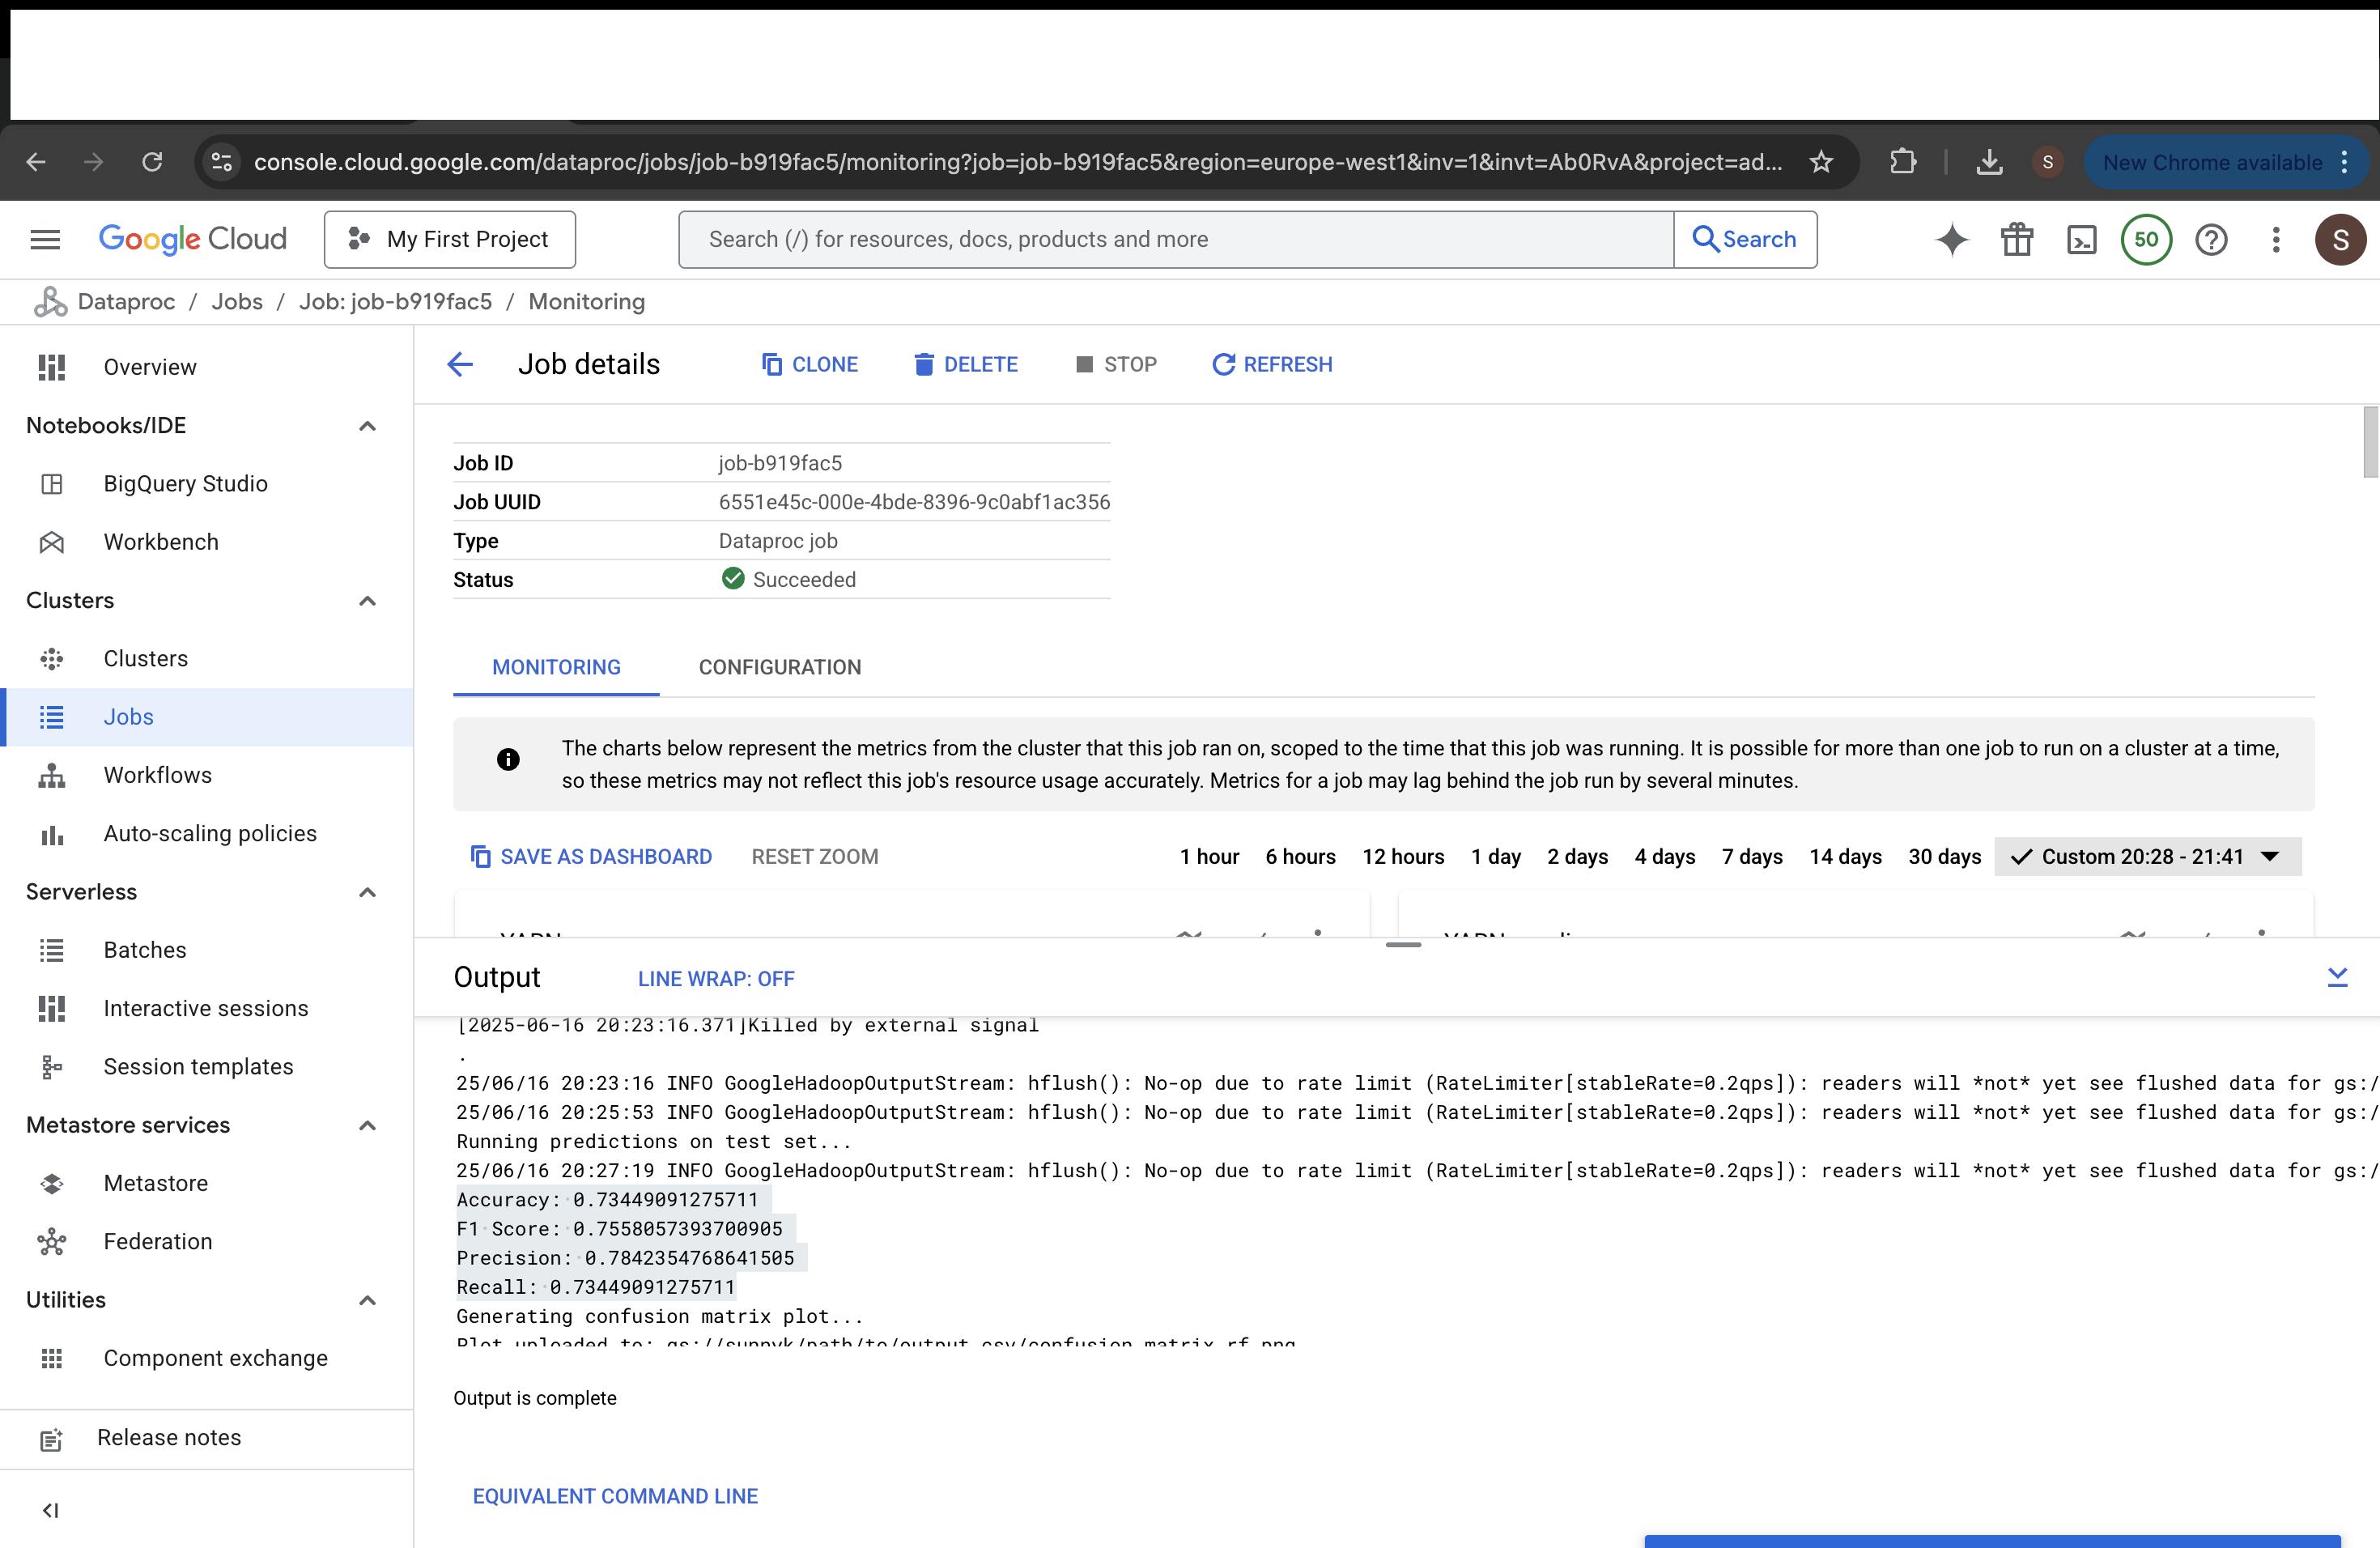 console.cloud.google.com/dataproc/jobs/job-b919fac5/monitoring?job=job-b919fac5&region=europe-west1&inv=1&invt=Ab0RvA&project=ad...
S
New Chrome available
Google Cloud
My First Project
Search (/) for resources, docs, products and more
Search
50
S
Dataproc / Jobs / Job: job-b919fac5 / Monitoring
Overview
Notebooks/IDE
BigQuery Studio
Workbench
Clusters
Clusters
Jobs
Workflows
Auto-scaling policies
Serverless
Batches
Interactive sessions
Session templates
Metastore services
Metastore
Federation
Utilities
Component exchange
Release notes
Job details
CLONE
DELETE
STOP
REFRESH
Job ID job-b919fac5
Job UUID 6551e45c-000e-4bde-8396-9c0abf1ac356
Type Dataproc job
Status Succeeded
MONITORING CONFIGURATION
The charts below represent the metrics from the cluster that this job ran on, scoped to the time that this job was running. It is possible for more than one job to run on a cluster at a time,
so these metrics may not reflect this job's resource usage accurately. Metrics for a job may lag behind the job run by several minutes.
SAVE AS DASHBOARD RESET ZOOM 1 hour 6 hours 12 hours 1 day 2 days 4 days 7 days 14 days 30 days Custom 20:28 - 21:41
YARN YARN
Output LINE WRAP: OFF
[2025-06-16 20:23:16.371]Killed by external signal
.
25/06/16 20:23:16 INFO GoogleHadoopOutputStream: hflush(): No-op due to rate limit (RateLimiter[stableRate=0.2qps]): readers will *not* yet see flushed data for gs:/
25/06/16 20:25:53 INFO GoogleHadoopOutputStream: hflush(): No-op due to rate limit (RateLimiter[stableRate=0.2qps]): readers will *not* yet see flushed data for gs:/
Running predictions on test set...
25/06/16 20:27:19 INFO GoogleHadoopOutputStream: hflush(): No-op due to rate limit (RateLimiter[stableRate=0.2qps]): readers will *not* yet see flushed data for gs:/
Accuracy: 0.73449091275711
F1 Score: 0.7558057393700905
Precision: 0.7842354768641505
Recall: 0.73449091275711
Generating confusion matrix plot...
Plot uploaded to: gs://sunnyk/path/to/output.csv/confusion_matrix_rf.png
Output is complete
EQUIVALENT COMMAND LINE